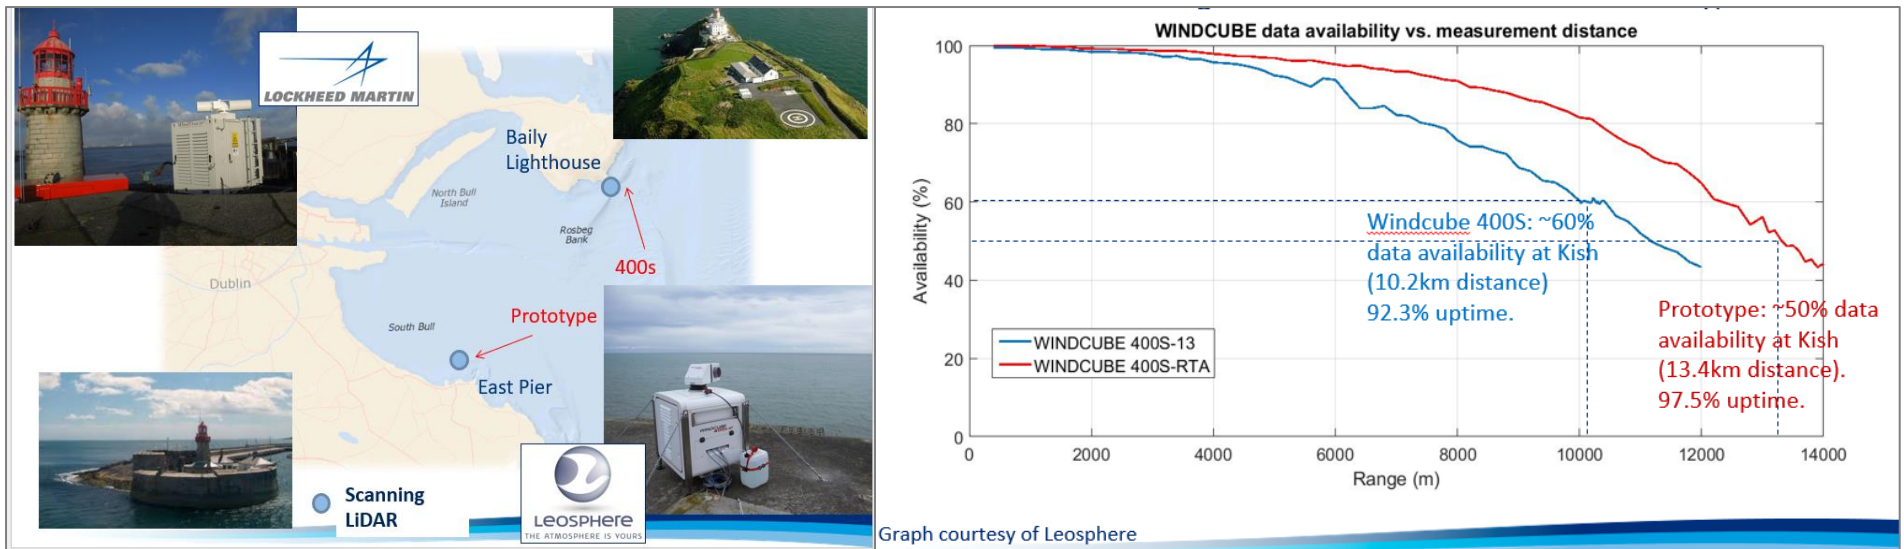 LOCKHEED MARTIN
Baily
Lighthouse
North Bull
Island
Rosbeg
Bank
400s
Dublin
South Bull
Prototype
East Pier
WINDCUBE
Scanning
LiDAR
LEOSPHERE
THE ATMOSPHERE IS YOURS
WINDCUBE data availability vs. measurement distance
Availability (%)
100
80
60
40
20
0
Windcube 400S: ~60%
data availability at Kish
(10.2km distance)
92.3% uptime.
Prototype: ~50% data
availability at Kish
(13.4km distance).
97.5% uptime.
WINDCUBE 400S-13
WINDCUBE 400S-RTA
0 2000 4000 6000 8000 10000 12000 14000
Range (m)
Graph courtesy of Leosphere